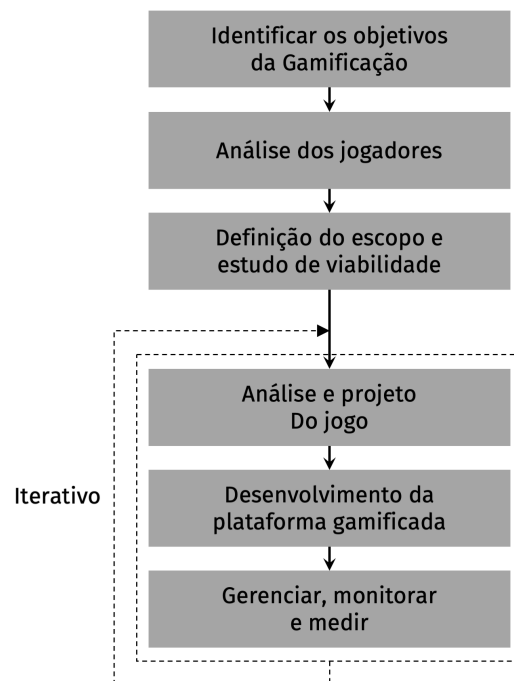 Identificar os objetivos
da Gamificação
Análise dos jogadores
Definição do escopo e
estudo de viabilidade
Análise e projeto
Do jogo
Iterativo
Desenvolvimento da
plataforma gamificada
Gerenciar, monitorar
e medir